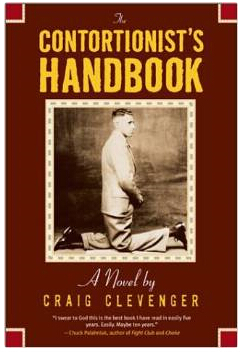 The
CONTORTIONIST'S
HANDBOOK
A Novel by
CRAIG CLEVENGER
"I swear to God this is the best book I have read in easily five
years. Easily. Maybe ten years."
—Chuck Palahniuk, author of Fight Club and Choke